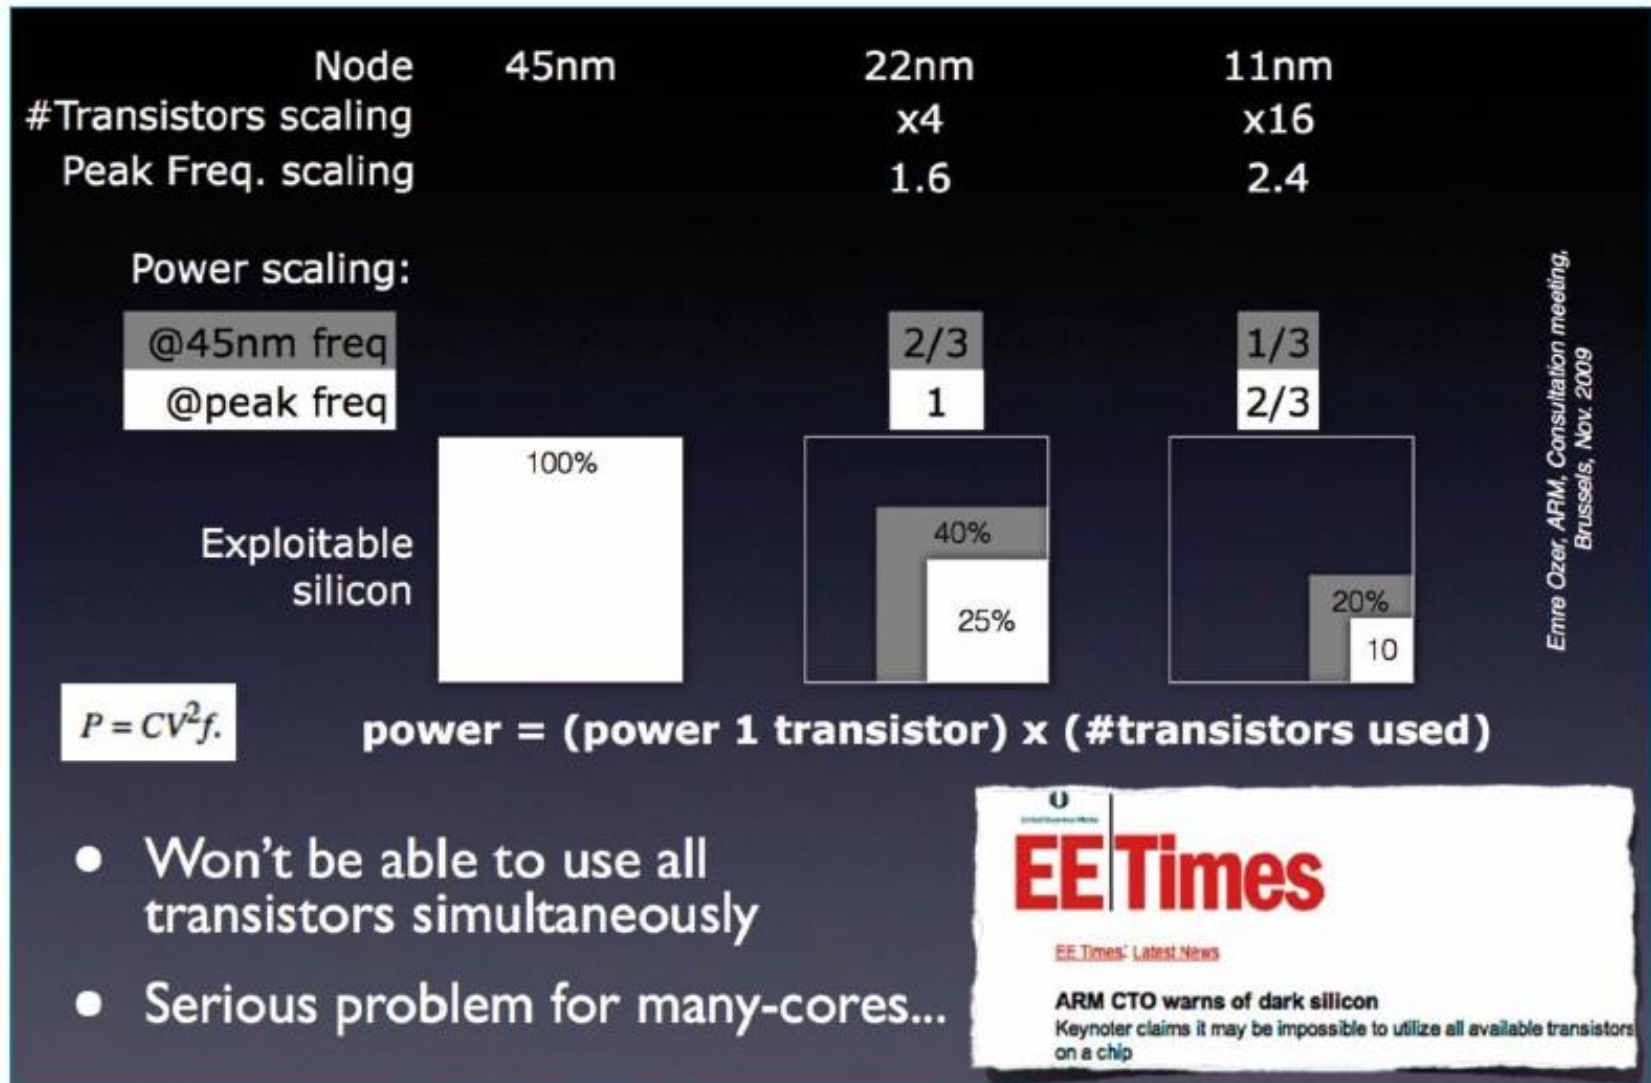 Node 45nm 22nm 11nm
#Transistors scaling x4 x16
Peak Freq. scaling 1.6 2.4
Power scaling:
@45nm freq 2/3 1/3
@peak freq 1 2/3
100%
Exploitable
silicon
40%
25%
20%
10
P = CV²f.
power = (power 1 transistor) x (#transistors used)
• Won't be able to use all
transistors simultaneously
• Serious problem for many-cores...
EETimes
EE Times: Latest News
ARM CTO warns of dark silicon
Keynoter claims it may be impossible to utilize all available transistors
on a chip
Emre Ozer, ARM, Consultation meeting,
Brussels, Nov. 2009